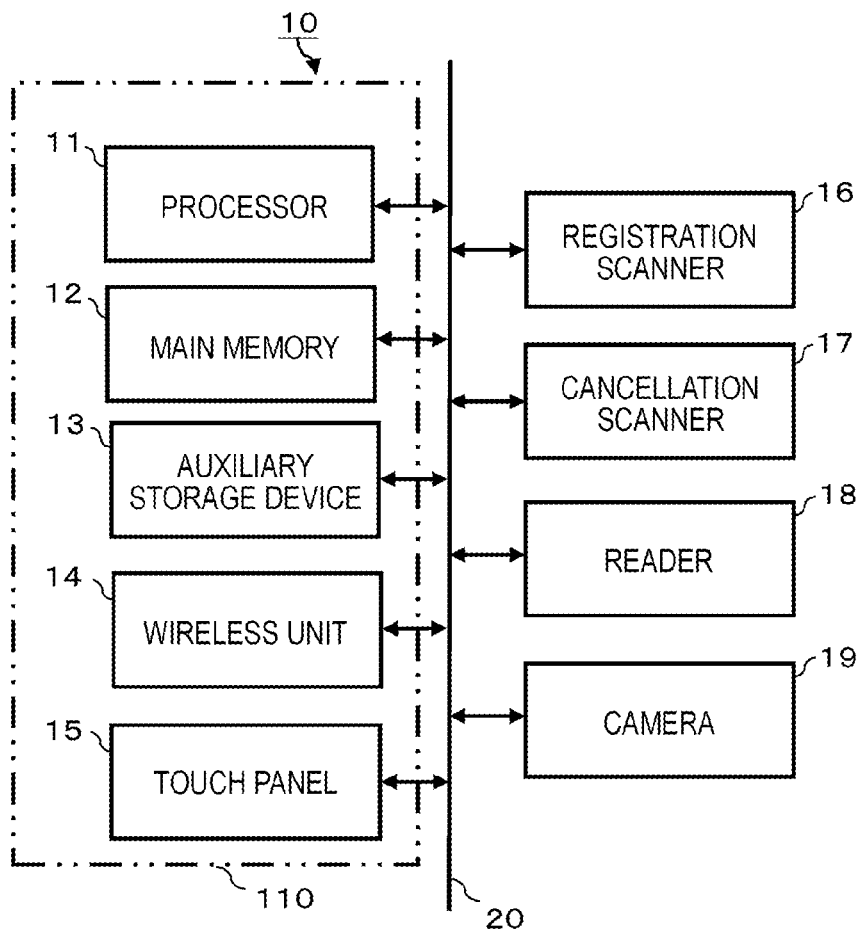 10
11
PROCESSOR
12
MAIN MEMORY
13
AUXILIARY
STORAGE DEVICE
14
WIRELESS UNIT
15
TOUCH PANEL
110
20
16
REGISTRATION
SCANNER
17
CANCELLATION
SCANNER
18
READER
19
CAMERA